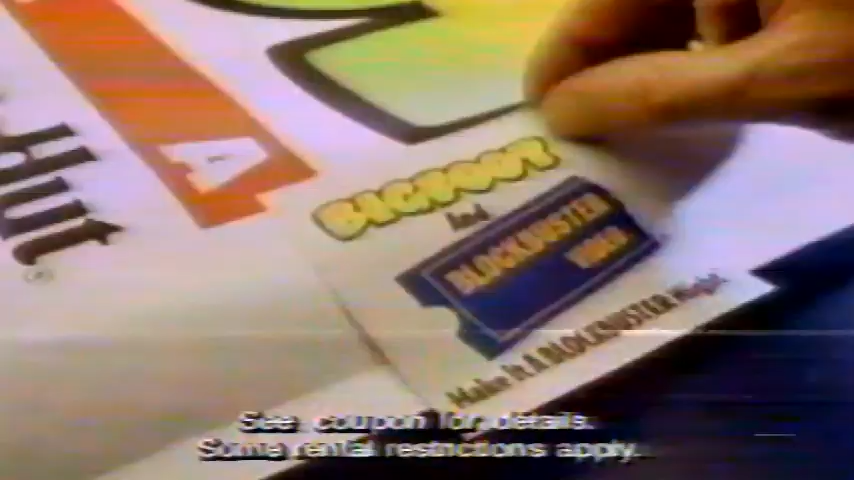 Hut
®
A
BIGFOOT
And
BLOCKBUSTER
VIDEO
Make It A BLOCKBUSTER Night
See coupon for details.
Some rental restrictions apply.